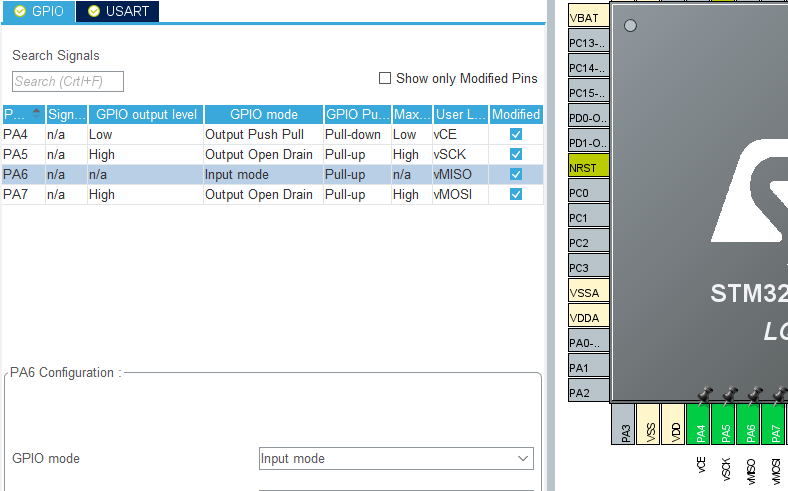 GPIO USART
Search Signals
Search (Crtl+F)
Show only Modified Pins
P... Sign... GPIO output level GPIO mode GPIO Pu... Max... User L... Modified
PA4 n/a Low Output Push Pull Pull-down Low vCE
PA5 n/a High Output Open Drain Pull-up High vSCK
PA6 n/a n/a Input mode Pull-up n/a vMISO
PA7 n/a High Output Open Drain Pull-up High vMOSI
PA6 Configuration :
GPIO mode Input mode
VBAT
PC13-..
PC14-..
PC15-..
PD0-O..
PD1-O..
NRST
PC0
PC1
PC2
PC3
VSSA
VDDA
PA0-..
PA1
PA2
STM32
PA3
VSS
VDD
PA4
PA5
PA6
PA7
vCE
vSCK
vMISO
vMOSI